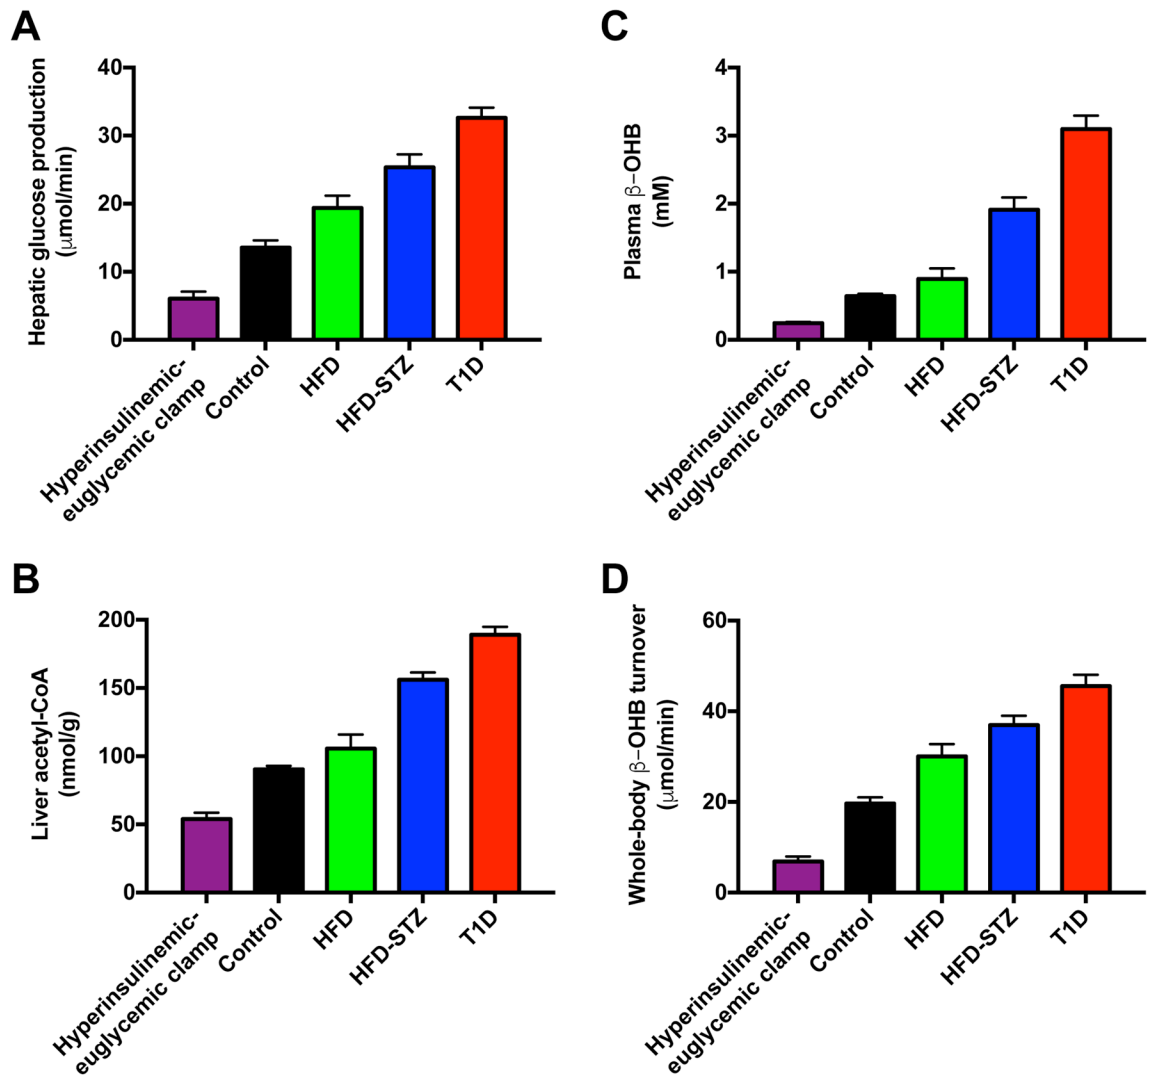 A
Hepatic glucose production
(μmol/min)
40
30
20
10
0
Hyperinsulinemic-
euglycemic clamp
Control
HFD
HFD-STZ
T1D
C
Plasma β−OHB
(mM)
4
3
2
1
0
Hyperinsulinemic-
euglycemic clamp
Control
HFD
HFD-STZ
T1D
B
Liver acetyl-CoA
(nmol/g)
200
150
100
50
0
Hyperinsulinemic-
euglycemic clamp
Control
HFD
HFD-STZ
T1D
D
Whole-body β−OHB turnover
(μmol/min)
60
40
20
0
Hyperinsulinemic-
euglycemic clamp
Control
HFD
HFD-STZ
T1D